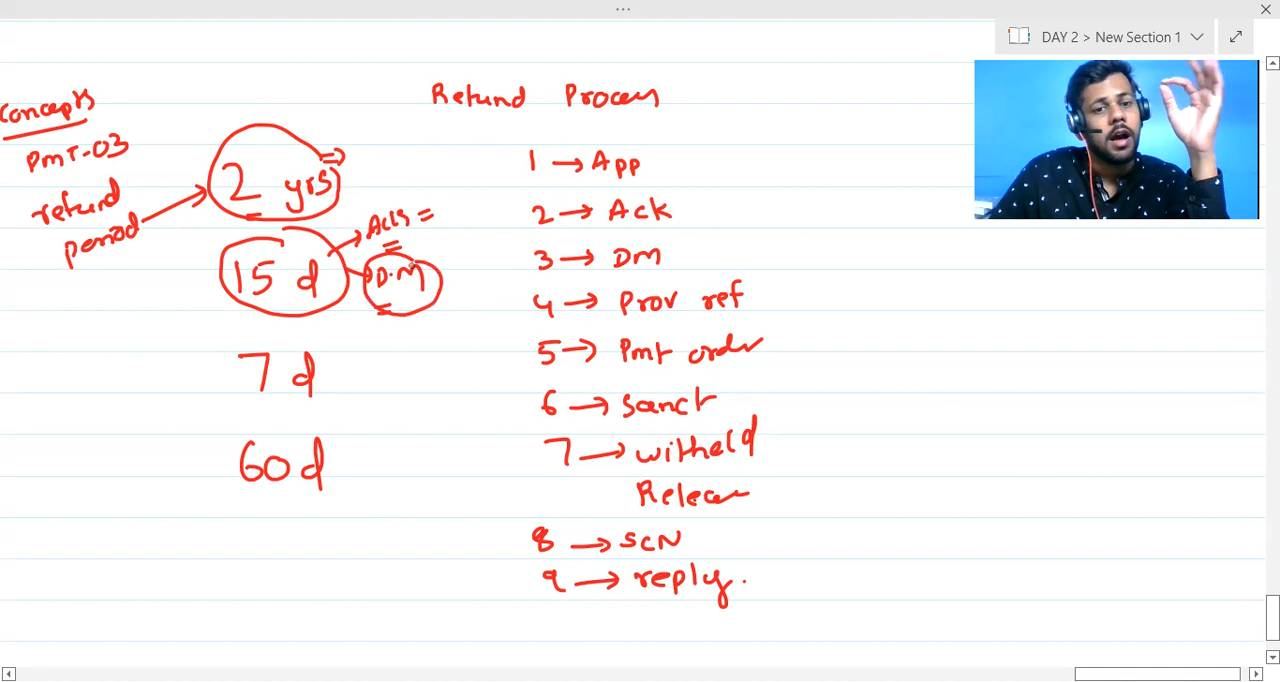 DAY 2 > New Section 1
Concepts
PMT-03
refund period
2 yrs
15 d
Ack =
D.M
7 d
60 d
Refund Process
1 → App
2 → Ack
3 → DM
4 → Prov ref
5 → Pmt order
6 → Sanct
7 → witheld
Release
8 → SCN
9 → reply.